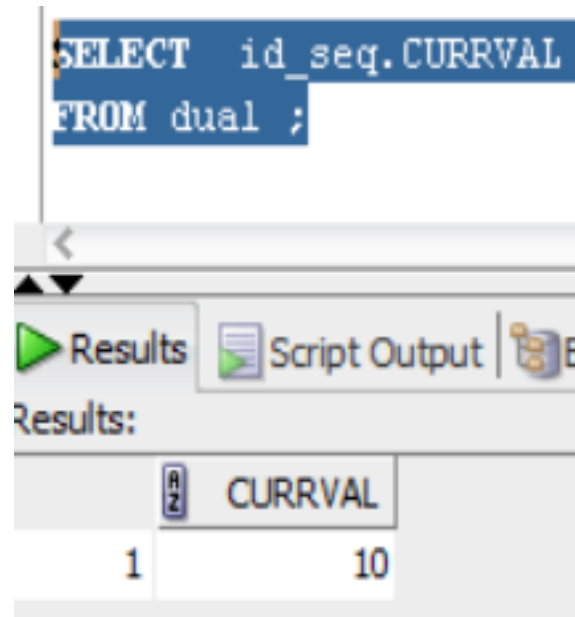 SELECT id_seq.CURRVAL
FROM dual ;
Results Script Output
Results:
CURRVAL
1 10